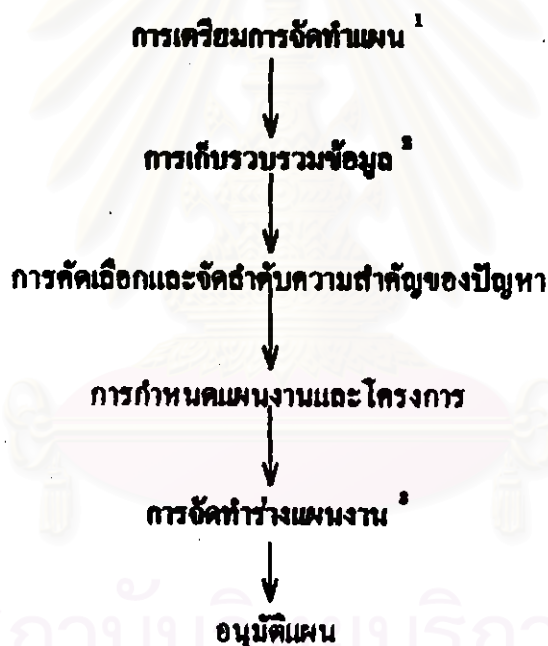 การเตรียมการจัดทำแผน ¹
การเก็บรวบรวมข้อมูล ²
การคัดเลือกและจัดลำดับความสำคัญของปัญหา
การกำหนดแผนงานและโครงการ
การจัดทำร่างแผนงาน ³
อนุมัติแผน